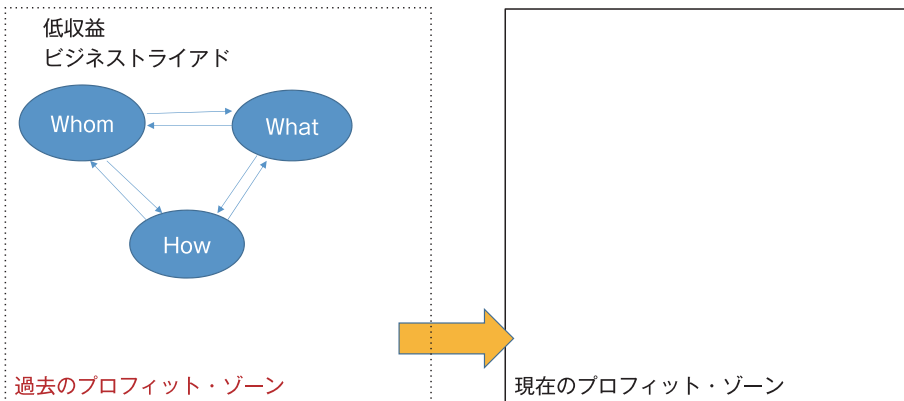 低収益
ビジネストライアド
Whom
What
How
過去のプロフィット・ゾーン
現在のプロフィット・ゾーン